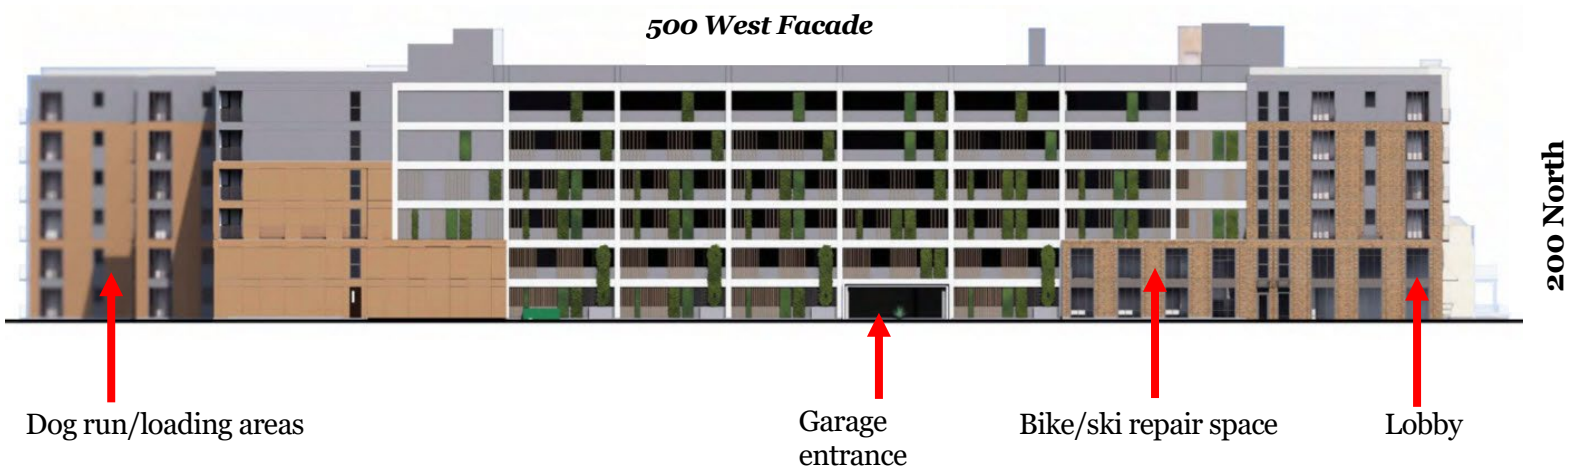 500 West Facade
200 North
Dog run/loading areas
Garage
entrance
Bike/ski repair space
Lobby